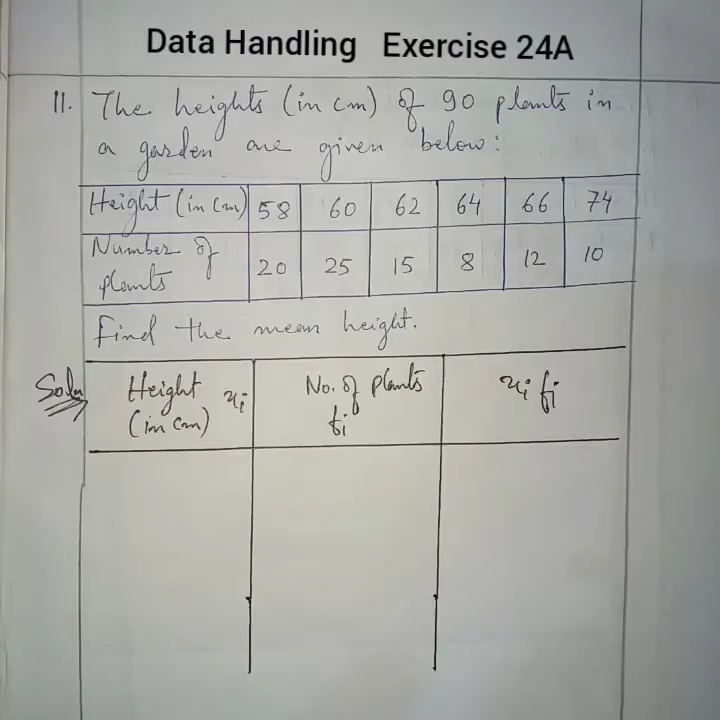 Data Handling Exercise 24A
11. The heights (in cm) of 90 plants in
a garden are given below:
Height (in cm) 58 60 62 64 66 74
Number of
plants 20 25 15 8 12 10
Find the mean height.
Soln Height xi No. of plants xi fi
(in cm) fi